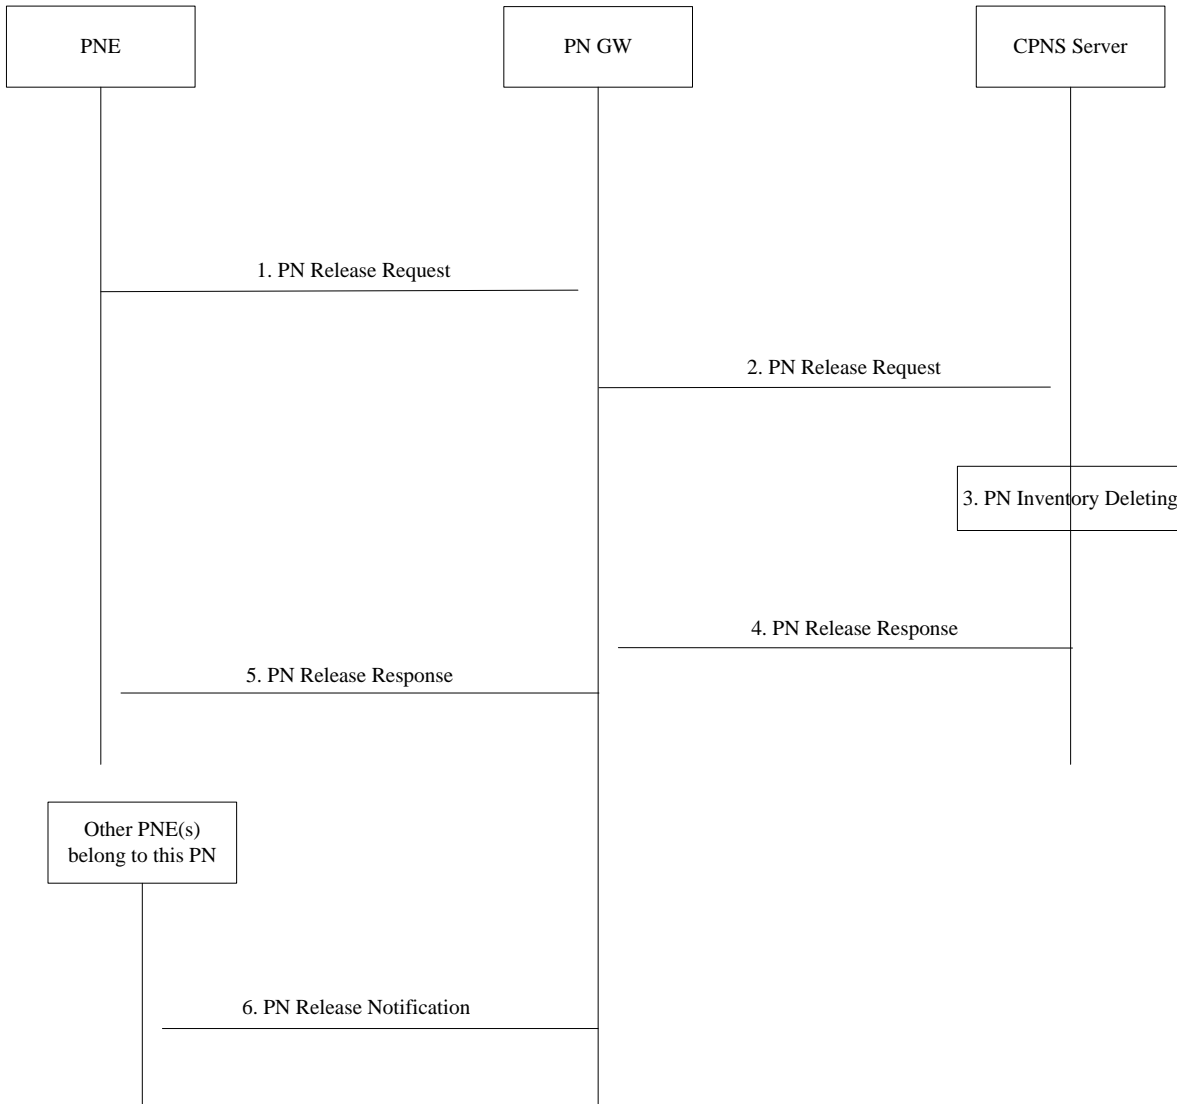 PNE
PN GW
CPNS Server
1. PN Release Request
2. PN Release Request
3. PN Inventory Deleting
4. PN Release Response
5. PN Release Response
Other PNE(s)
belong to this PN
6. PN Release Notification